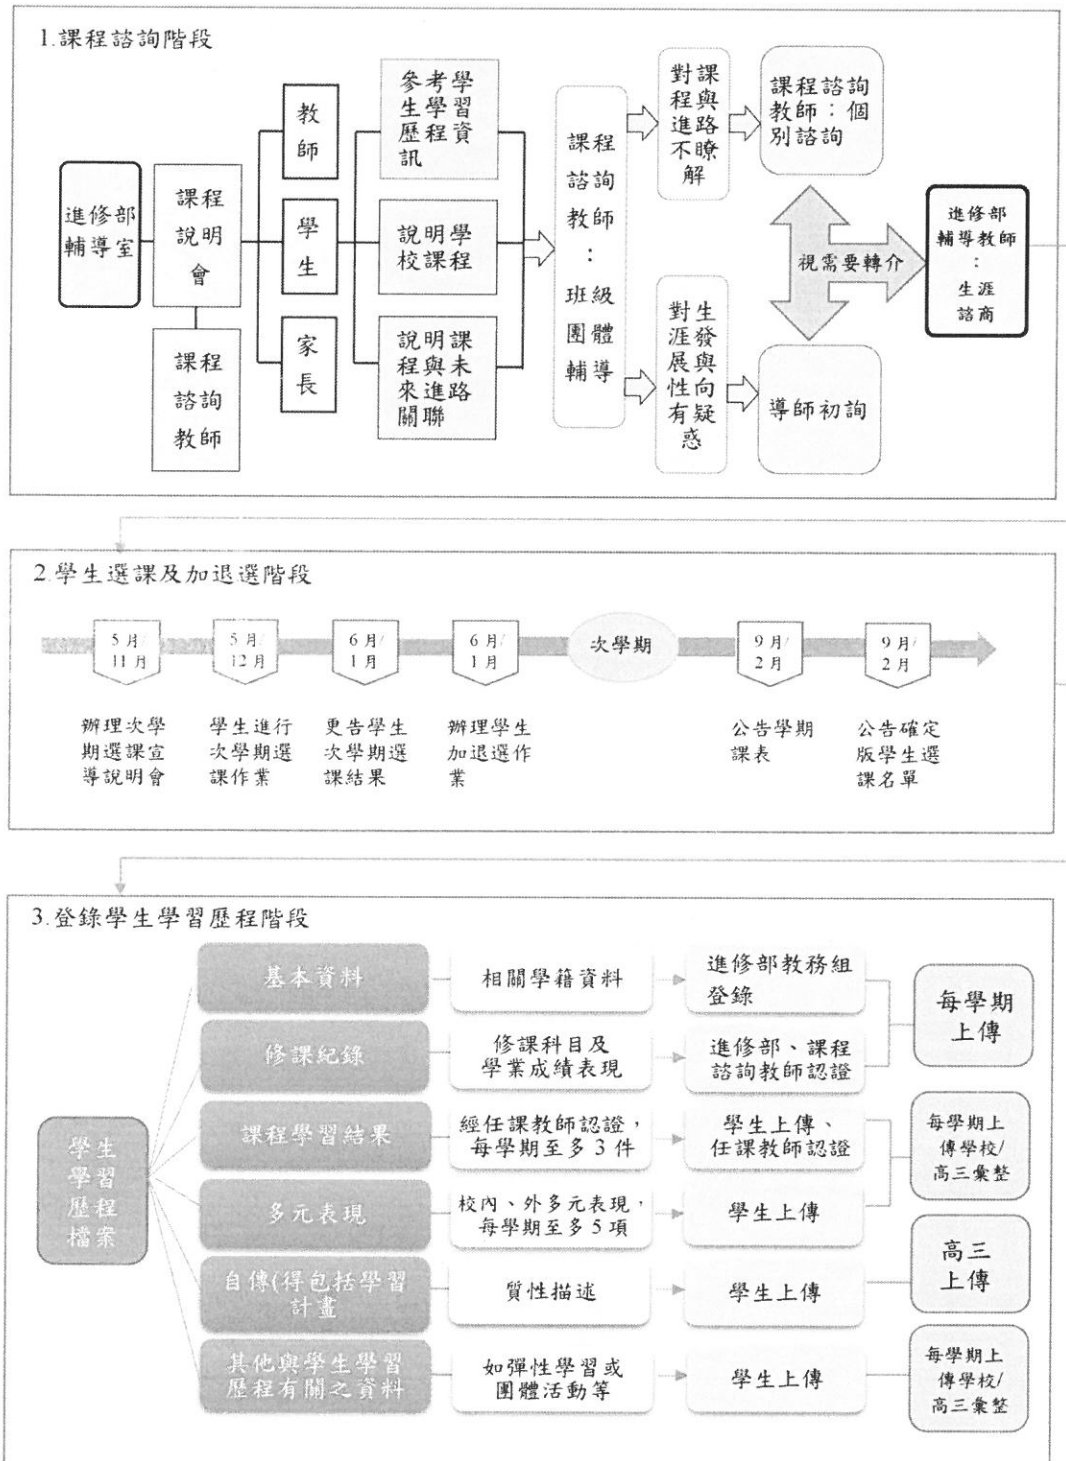 1.課程諮詢階段
進修部
輔導室
課程
說明
會
課程
諮詢
教師
教
師
學
生
家
長
參考學
生學習
歷程資
訊
說明學
校課程
說明課
程與未
來進路
關聯
課程
諮詢
教師
：
班級
團體
輔導
對課
程與
進路
不瞭
解
對生
涯發
展與
性向
有疑
惑
課程諮詢
教師：個
別諮詢
視需要轉介
導師初詢
進修部
輔導教師
：
生涯
諮商
2.學生選課及加退選階段
5月/
11月
5月/
12月
6月/
1月
6月/
1月
次學期
9月/
2月
9月/
2月
辦理次學
期選課宣
導說明會
學生進行
次學期選
課作業
更告學生
次學期選
課結果
辦理學生
加退選作
業
公告學期
課表
公告確定
版學生選
課名單
3.登錄學生學習歷程階段
學生
學習
歷程
檔案
基本資料
相關學籍資料
進修部教務組
登錄
修課紀錄
修課科目及
學業成績表現
進修部、課程
諮詢教師認證
每學期
上傳
課程學習結果
經任課教師認證，
每學期至多3件
學生上傳、
任課教師認證
多元表現
校內、外多元表現，
每學期至多5項
學生上傳
每學期上
傳學校/
高三彙整
自傳(得包括學習
計畫
質性描述
學生上傳
高三
上傳
其他與學生學習
歷程有關之資料
如彈性學習或
團體活動等
學生上傳
每學期上
傳學校/
高三彙整